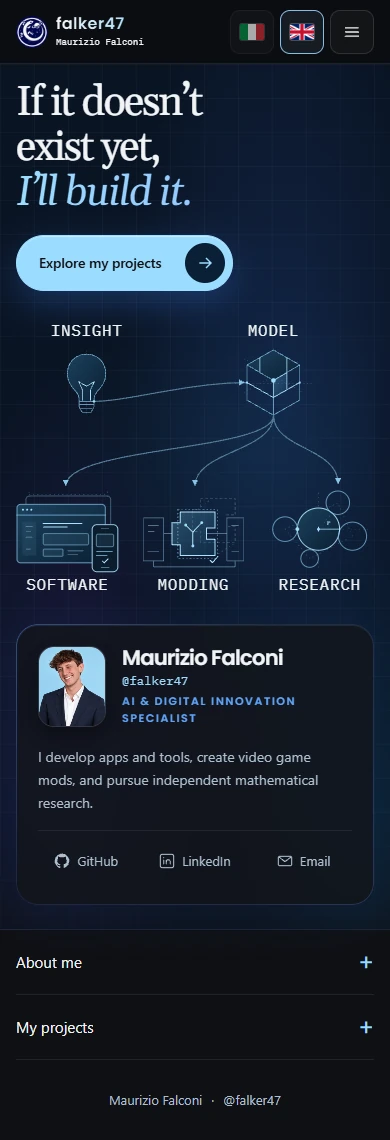 falker47
Maurizio Falconi
If it doesn’t
exist yet,
I’ll build it.
Explore my projects
INSIGHT
MODEL
SOFTWARE
MODDING
RESEARCH
Maurizio Falconi
@falker47
AI & DIGITAL INNOVATION
SPECIALIST
I develop apps and tools, create video game
mods, and pursue independent mathematical
research.
GitHub
LinkedIn
Email
About me
My projects
Maurizio Falconi · @falker47